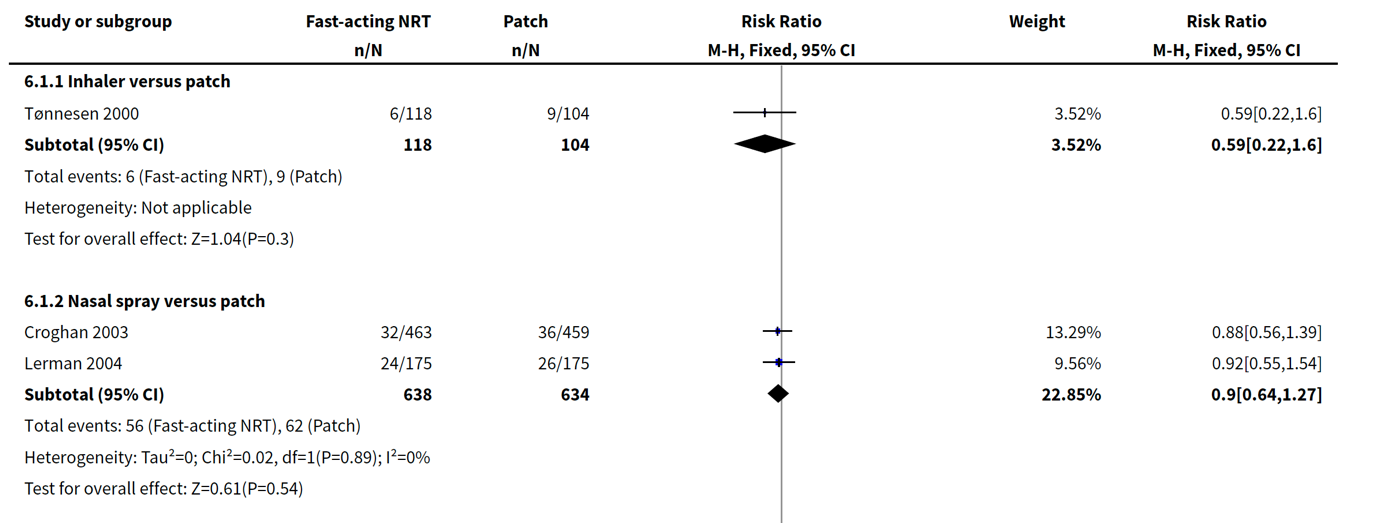 Study or subgroup Fast-acting NRT Patch Risk Ratio Weight Risk Ratio
n/N n/N M-H, Fixed, 95% CI M-H, Fixed, 95% CI
6.1.1 Inhaler versus patch
Tønnesen 2000 6/118 9/104 3.52% 0.59[0.22,1.6]
Subtotal (95% CI) 118 104 3.52% 0.59[0.22,1.6]
Total events: 6 (Fast-acting NRT), 9 (Patch)
Heterogeneity: Not applicable
Test for overall effect: Z=1.04(P=0.3)
6.1.2 Nasal spray versus patch
Croghan 2003 32/463 36/459 13.29% 0.88[0.56,1.39]
Lerman 2004 24/175 26/175 9.56% 0.92[0.55,1.54]
Subtotal (95% CI) 638 634 22.85% 0.9[0.64,1.27]
Total events: 56 (Fast-acting NRT), 62 (Patch)
Heterogeneity: Tau²=0; Chi²=0.02, df=1(P=0.89); I²=0%
Test for overall effect: Z=0.61(P=0.54)